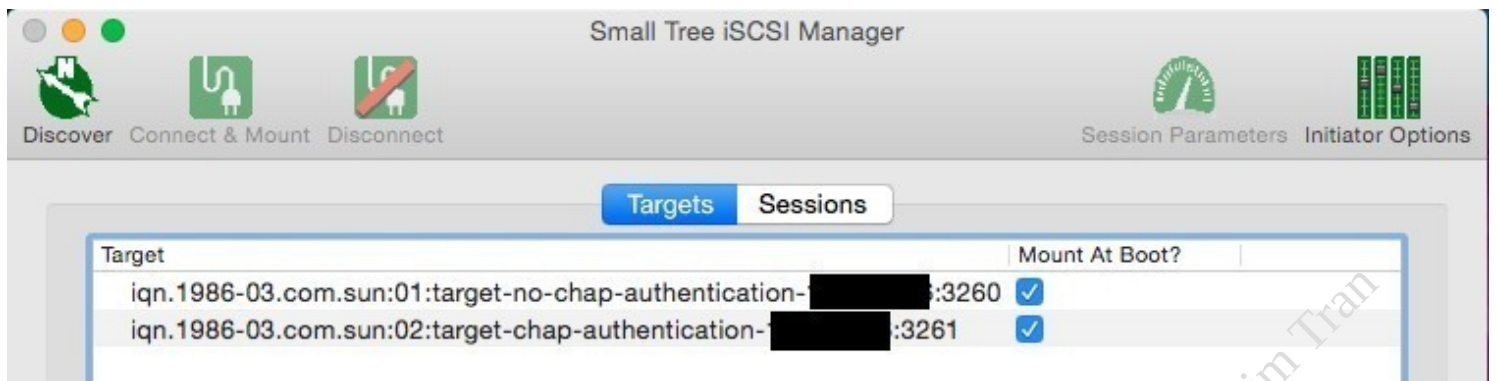 Small Tree iSCSI Manager
Discover Connect & Mount Disconnect Session Parameters Initiator Options
Targets Sessions
Target Mount At Boot?
iqn.1986-03.com.sun:01:target-no-chap-authentication- :3260
iqn.1986-03.com.sun:02:target-chap-authentication- :3261
Tran